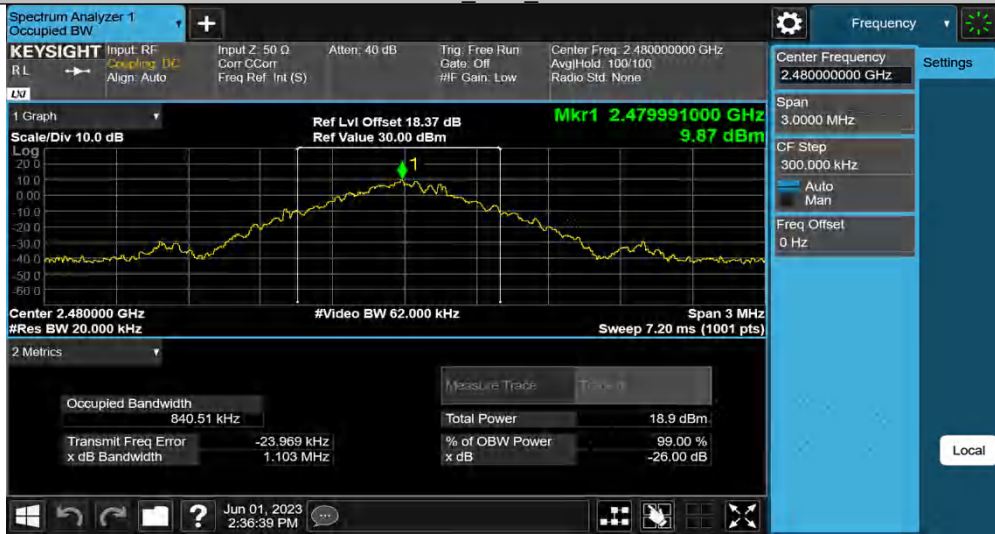 Spectrum Analyzer 1
Occupied BW
+
Frequency
KEYSIGHT
RL
LXI
Input: RF
Coupling: DC
Align: Auto
Input Z: 50 Ω
Corr CCorr
Freq Ref: Int (S)
Atten: 40 dB
Trig: Free Run
Gate: Off
#IF Gain: Low
Center Freq: 2.480000000 GHz
Avg|Hold: 100/100
Radio Std: None
Center Frequency
2.480000000 GHz
Settings
Span
3.0000 MHz
CF Step
300.000 kHz
Auto
Man
Freq Offset
0 Hz
1 Graph
Scale/Div 10.0 dB
Ref Lvl Offset 18.37 dB
Ref Value 30.00 dBm
Mkr1 2.479991000 GHz
9.87 dBm
Log
20.0
10.0
0.00
-10.0
-20.0
-30.0
-40.0
-50.0
-60.0
1
Center 2.480000 GHz
#Res BW 20.000 kHz
#Video BW 62.000 kHz
Span 3 MHz
Sweep 7.20 ms (1001 pts)
2 Metrics
Measure Trace
Occupied Bandwidth
840.51 kHz
Total Power 18.9 dBm
Transmit Freq Error -23.969 kHz
% of OBW Power 99.00 %
x dB Bandwidth 1.103 MHz
x dB -26.00 dB
Local
?
Jun 01, 2023
2:36:39 PM